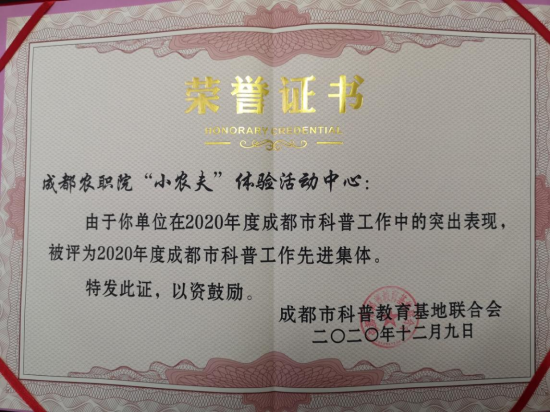 荣誉证书
HONORARY CREDENTIAL
成都农职院“小农夫”体验活动中心：
由于你单位在2020年度成都市科普工作中的突出表现，
被评为2020年度成都市科普工作先进集体。
特发此证，以资鼓励。
成都市科普教育基地联合会
二〇二〇年十二月九日